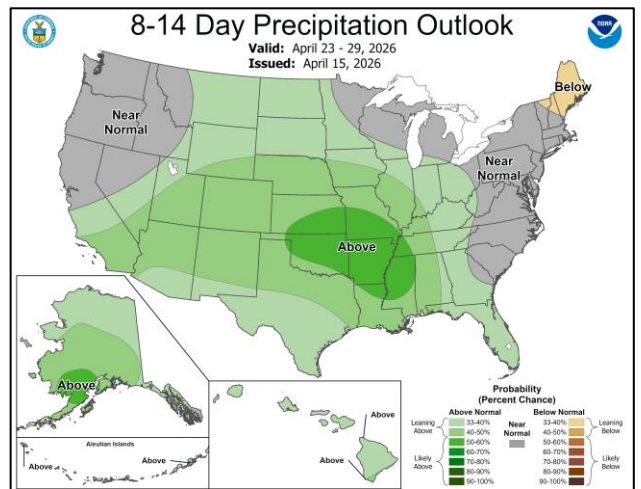 8-14 Day Precipitation Outlook
Valid: April 23 - 29, 2026
Issued: April 15, 2026
NOAA
Near
Normal
Below
Near
Normal
Above
Above
Aleutian Islands
Above
Above
Above
Above
Probability
(Percent Chance)
Above Normal
Below Normal
Leaning
Above
33-40%
40-50%
50-60%
Likely
Above
60-70%
70-80%
80-90%
90-100%
Near
Normal
33-40%
40-50%
50-60%
60-70%
70-80%
80-90%
90-100%
Leaning
Below
Likely
Below